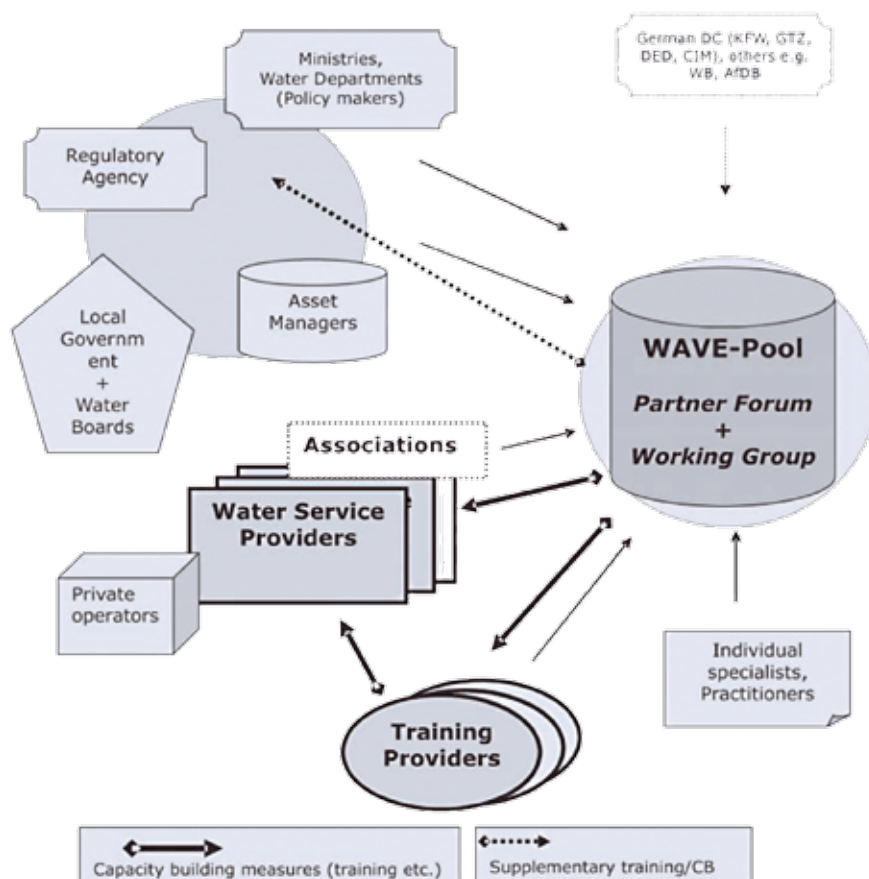 Ministries,
Water Departments
(Policy makers)
German DC (KFW, GTZ,
DED, CIM), others e.g.
WB, AfDB
Regulatory
Agency
Local
Governm
ent
+
Water
Boards
Asset
Managers
WAVE-Pool
Partner Forum
+
Working Group
Associations
Water Service
Providers
Private
operators
Individual
specialists,
Practitioners
Training
Providers
Capacity building measures (training etc.)
Supplementary training/CB